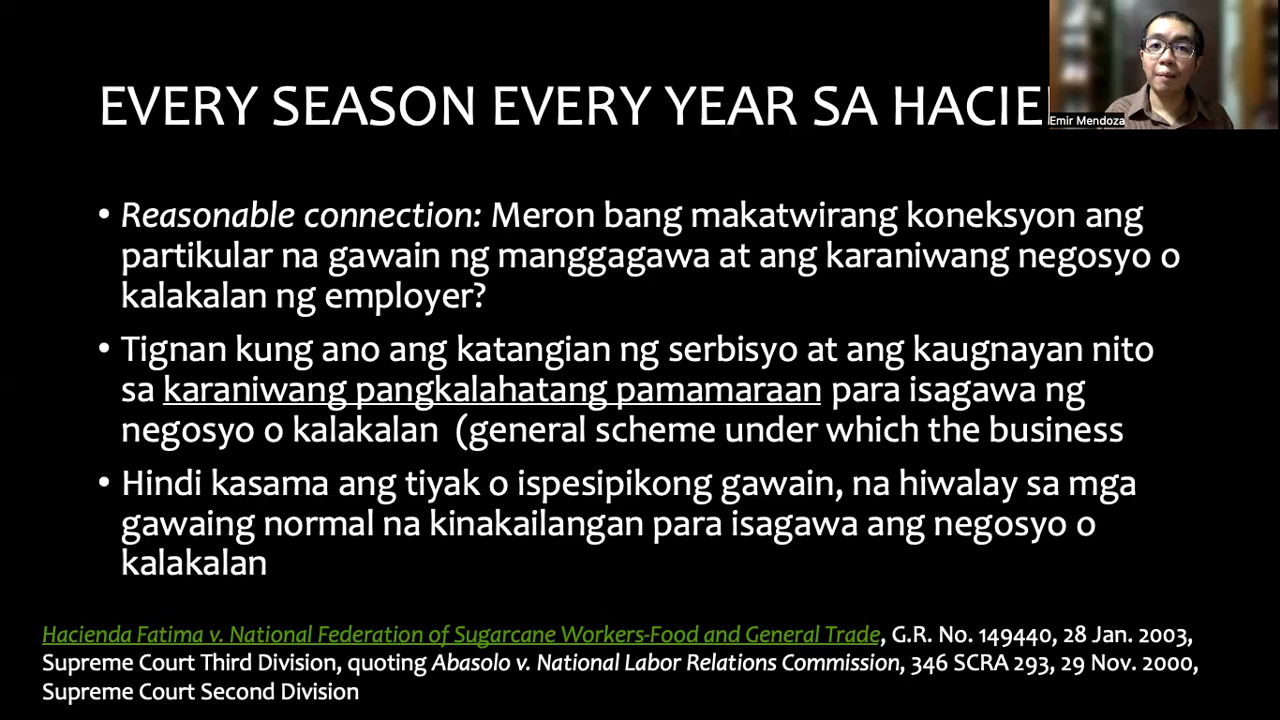 EVERY SEASON EVERY YEAR SA HACIE
Emir Mendoza
• Reasonable connection: Meron bang makatwirang koneksyon ang
partikular na gawain ng manggagawa at ang karaniwang negosyo o
kalakalan ng employer?
• Tignan kung ano ang katangian ng serbisyo at ang kaugnayan nito
sa karaniwang pangkalahatang pamamaraan para isagawa ng
negosyo o kalakalan (general scheme under which the business
• Hindi kasama ang tiyak o ispesipikong gawain, na hiwalay sa mga
gawaing normal na kinakailangan para isagawa ang negosyo o
kalakalan
Hacienda Fatima v. National Federation of Sugarcane Workers-Food and General Trade, G.R. No. 149440, 28 Jan. 2003,
Supreme Court Third Division, quoting Abasolo v. National Labor Relations Commission, 346 SCRA 293, 29 Nov. 2000,
Supreme Court Second Division